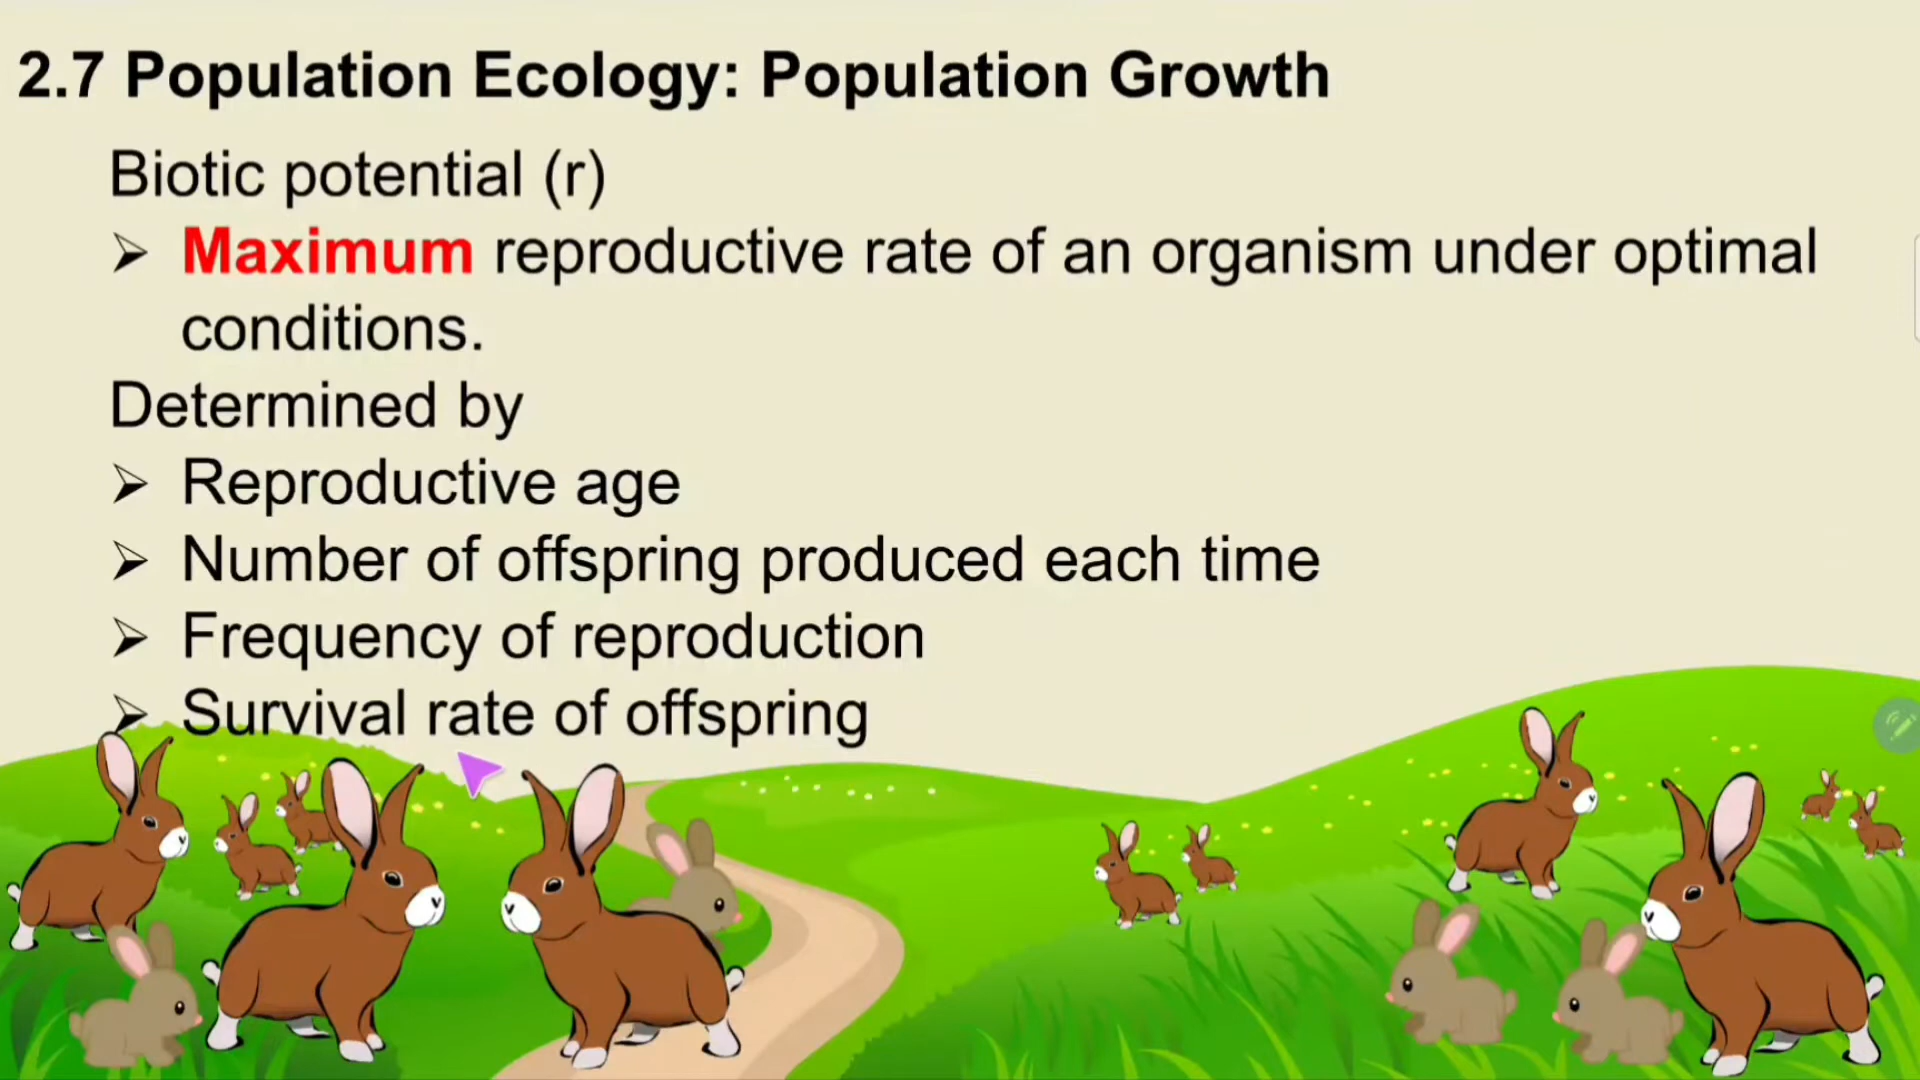 2.7 Population Ecology: Population Growth
Biotic potential (r)
➢ Maximum reproductive rate of an organism under optimal
conditions.
Determined by
➢ Reproductive age
➢ Number of offspring produced each time
➢ Frequency of reproduction
➢ Survival rate of offspring